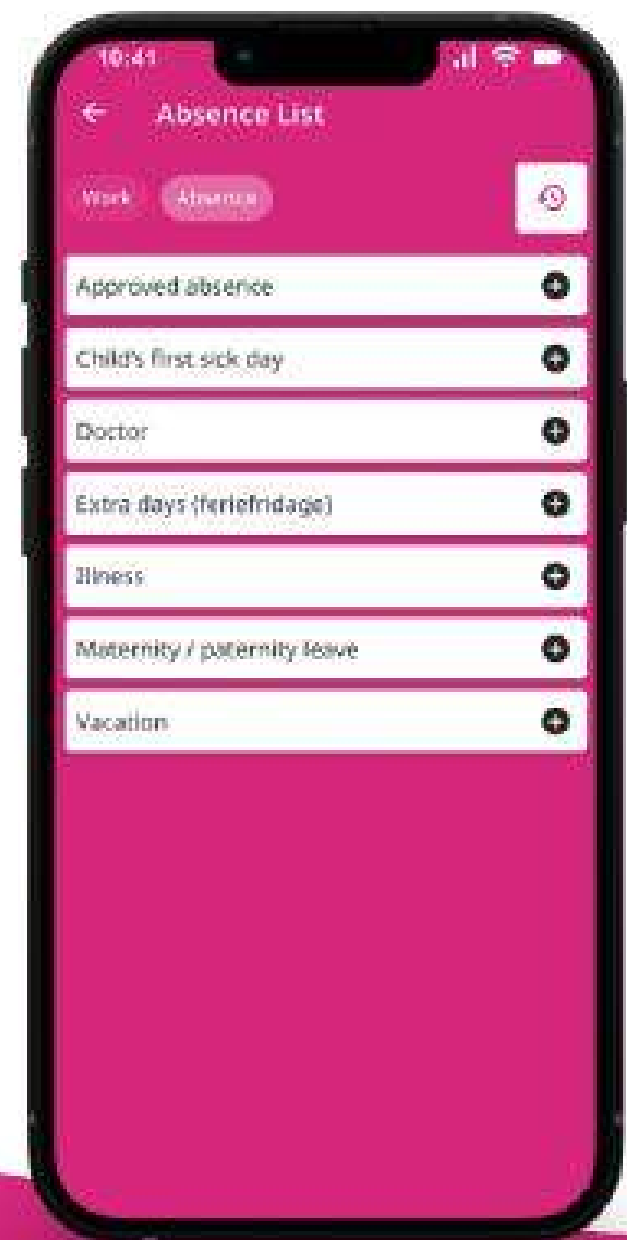 10:41
Absence List
Work Absence
Approved absence
Child's first sick day
Doctor
Extra days (feriefridage)
Illness
Maternity / paternity leave
Vacation